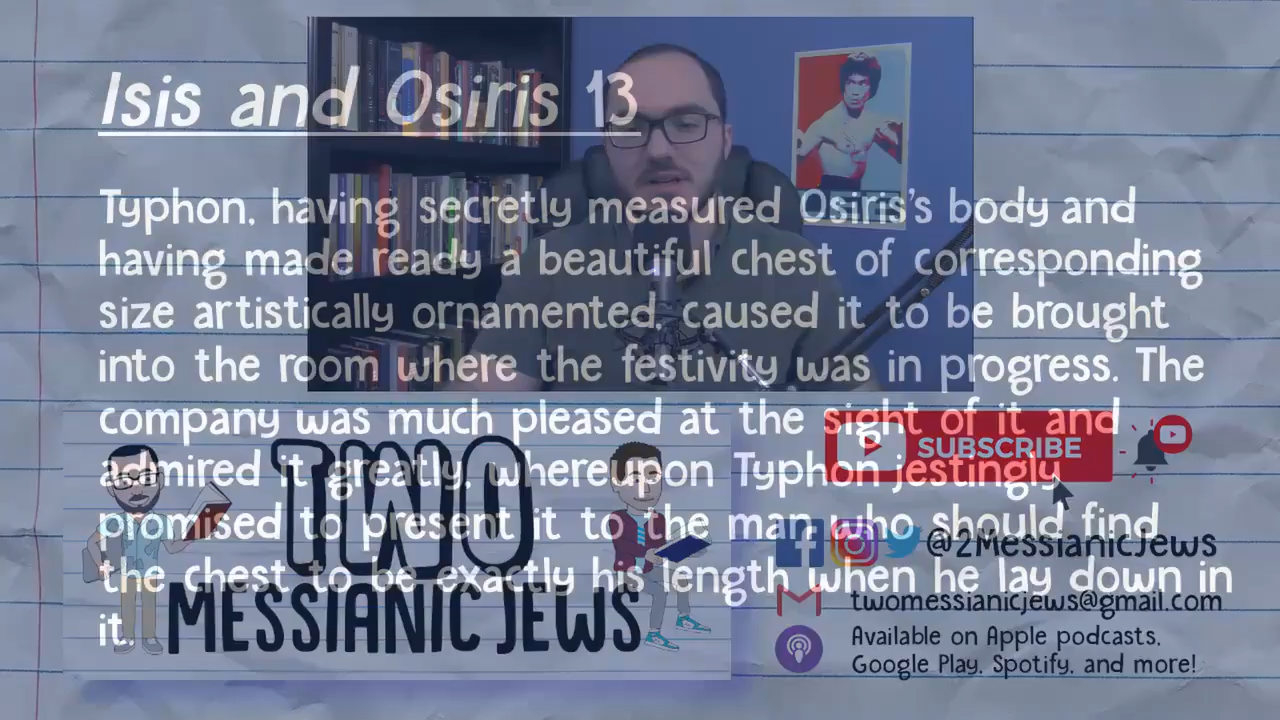 Isis and Osiris 13
Typhon, having secretly measured Osiris's body and
having made ready a beautiful chest of corresponding
size artistically ornamented, caused it to be brought
into the room where the festivity was in progress. The
company was much pleased at the sight of it and
admired it greatly, whereupon Typhon jestingly
promised to present it to the man who should find
the chest to be exactly his length when he lay down in
it.
TWO
MESSIANIC JEWS
SUBSCRIBE
@2MessianicJews
twomessianicjews@gmail.com
Available on Apple podcasts,
Google Play, Spotify, and more!